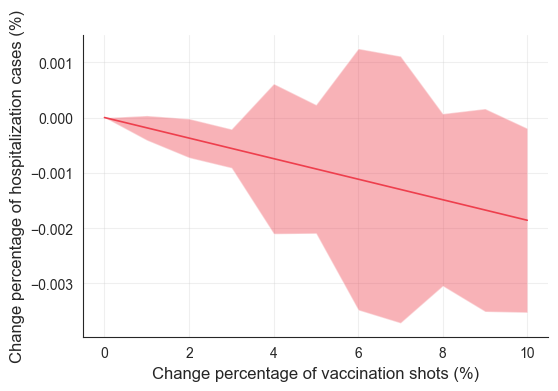 Change percentage of hospitalization cases (%)
0.001
0.000
−0.001
−0.002
−0.003
0 2 4 6 8 10
Change percentage of vaccination shots (%)